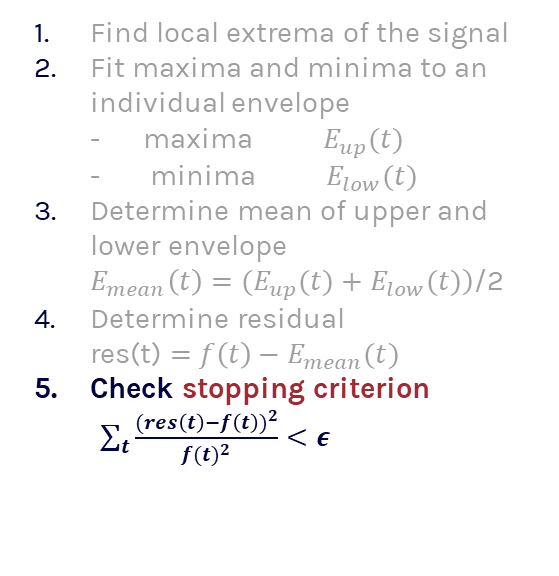 1. Find local extrema of the signal
2. Fit maxima and minima to an
individual envelope
- maxima E_{up}(t)
- minima E_{low}(t)
3. Determine mean of upper and
lower envelope
E_{mean}(t) = (E_{up}(t) + E_{low}(t))/2
4. Determine residual
res(t) = f(t) − E_{mean}(t)
5. Check stopping criterion
∑_t \frac{(res(t)−f(t))^2}{f(t)^2} < ϵ